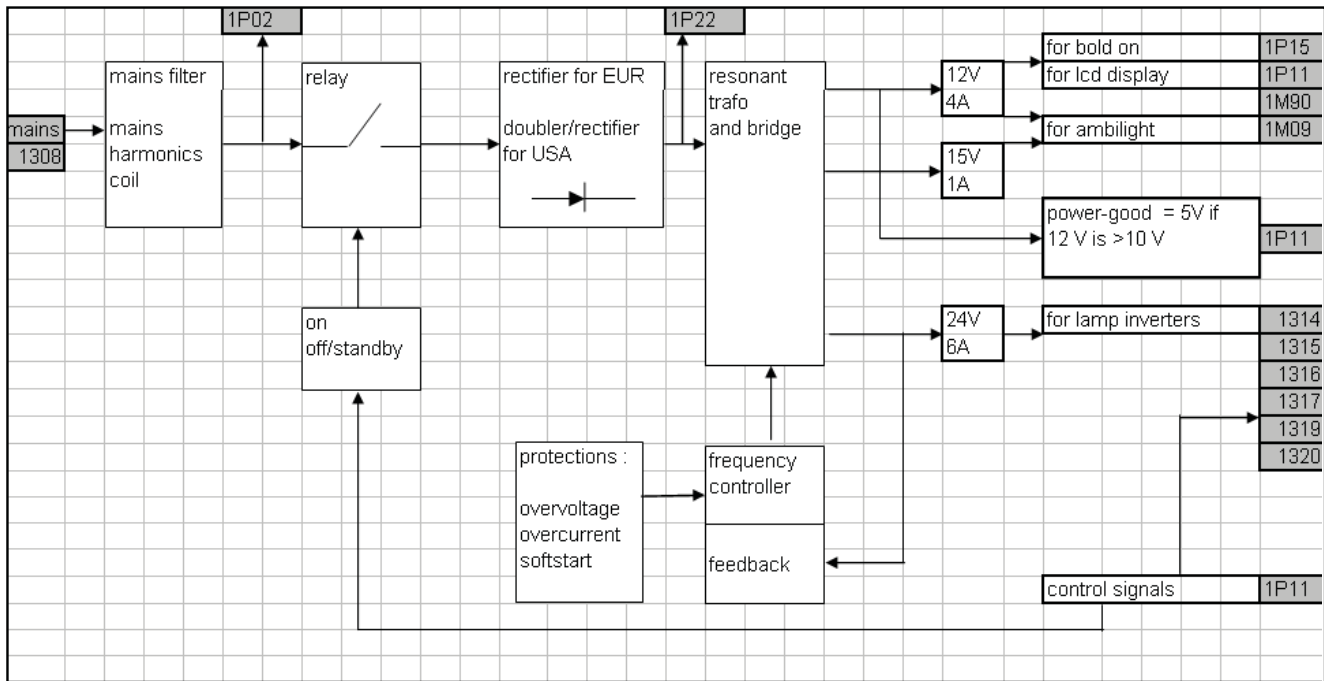 1P02
1P22
mains
1308
mains filter
mains
harmonics
coil
relay
rectifier for EUR
doubler/rectifier
for USA
resonant
trafo
and bridge
12V
4A
15V
1A
for bold on 1P15
for lcd display 1P11
1M90
for ambilight 1M09
power-good = 5V if
12 V is >10 V
1P11
on
off/standby
24V
6A
for lamp inverters 1314
1315
1316
1317
1319
1320
protections :
overvoltage
overcurrent
softstart
frequency
controller
feedback
control signals 1P11